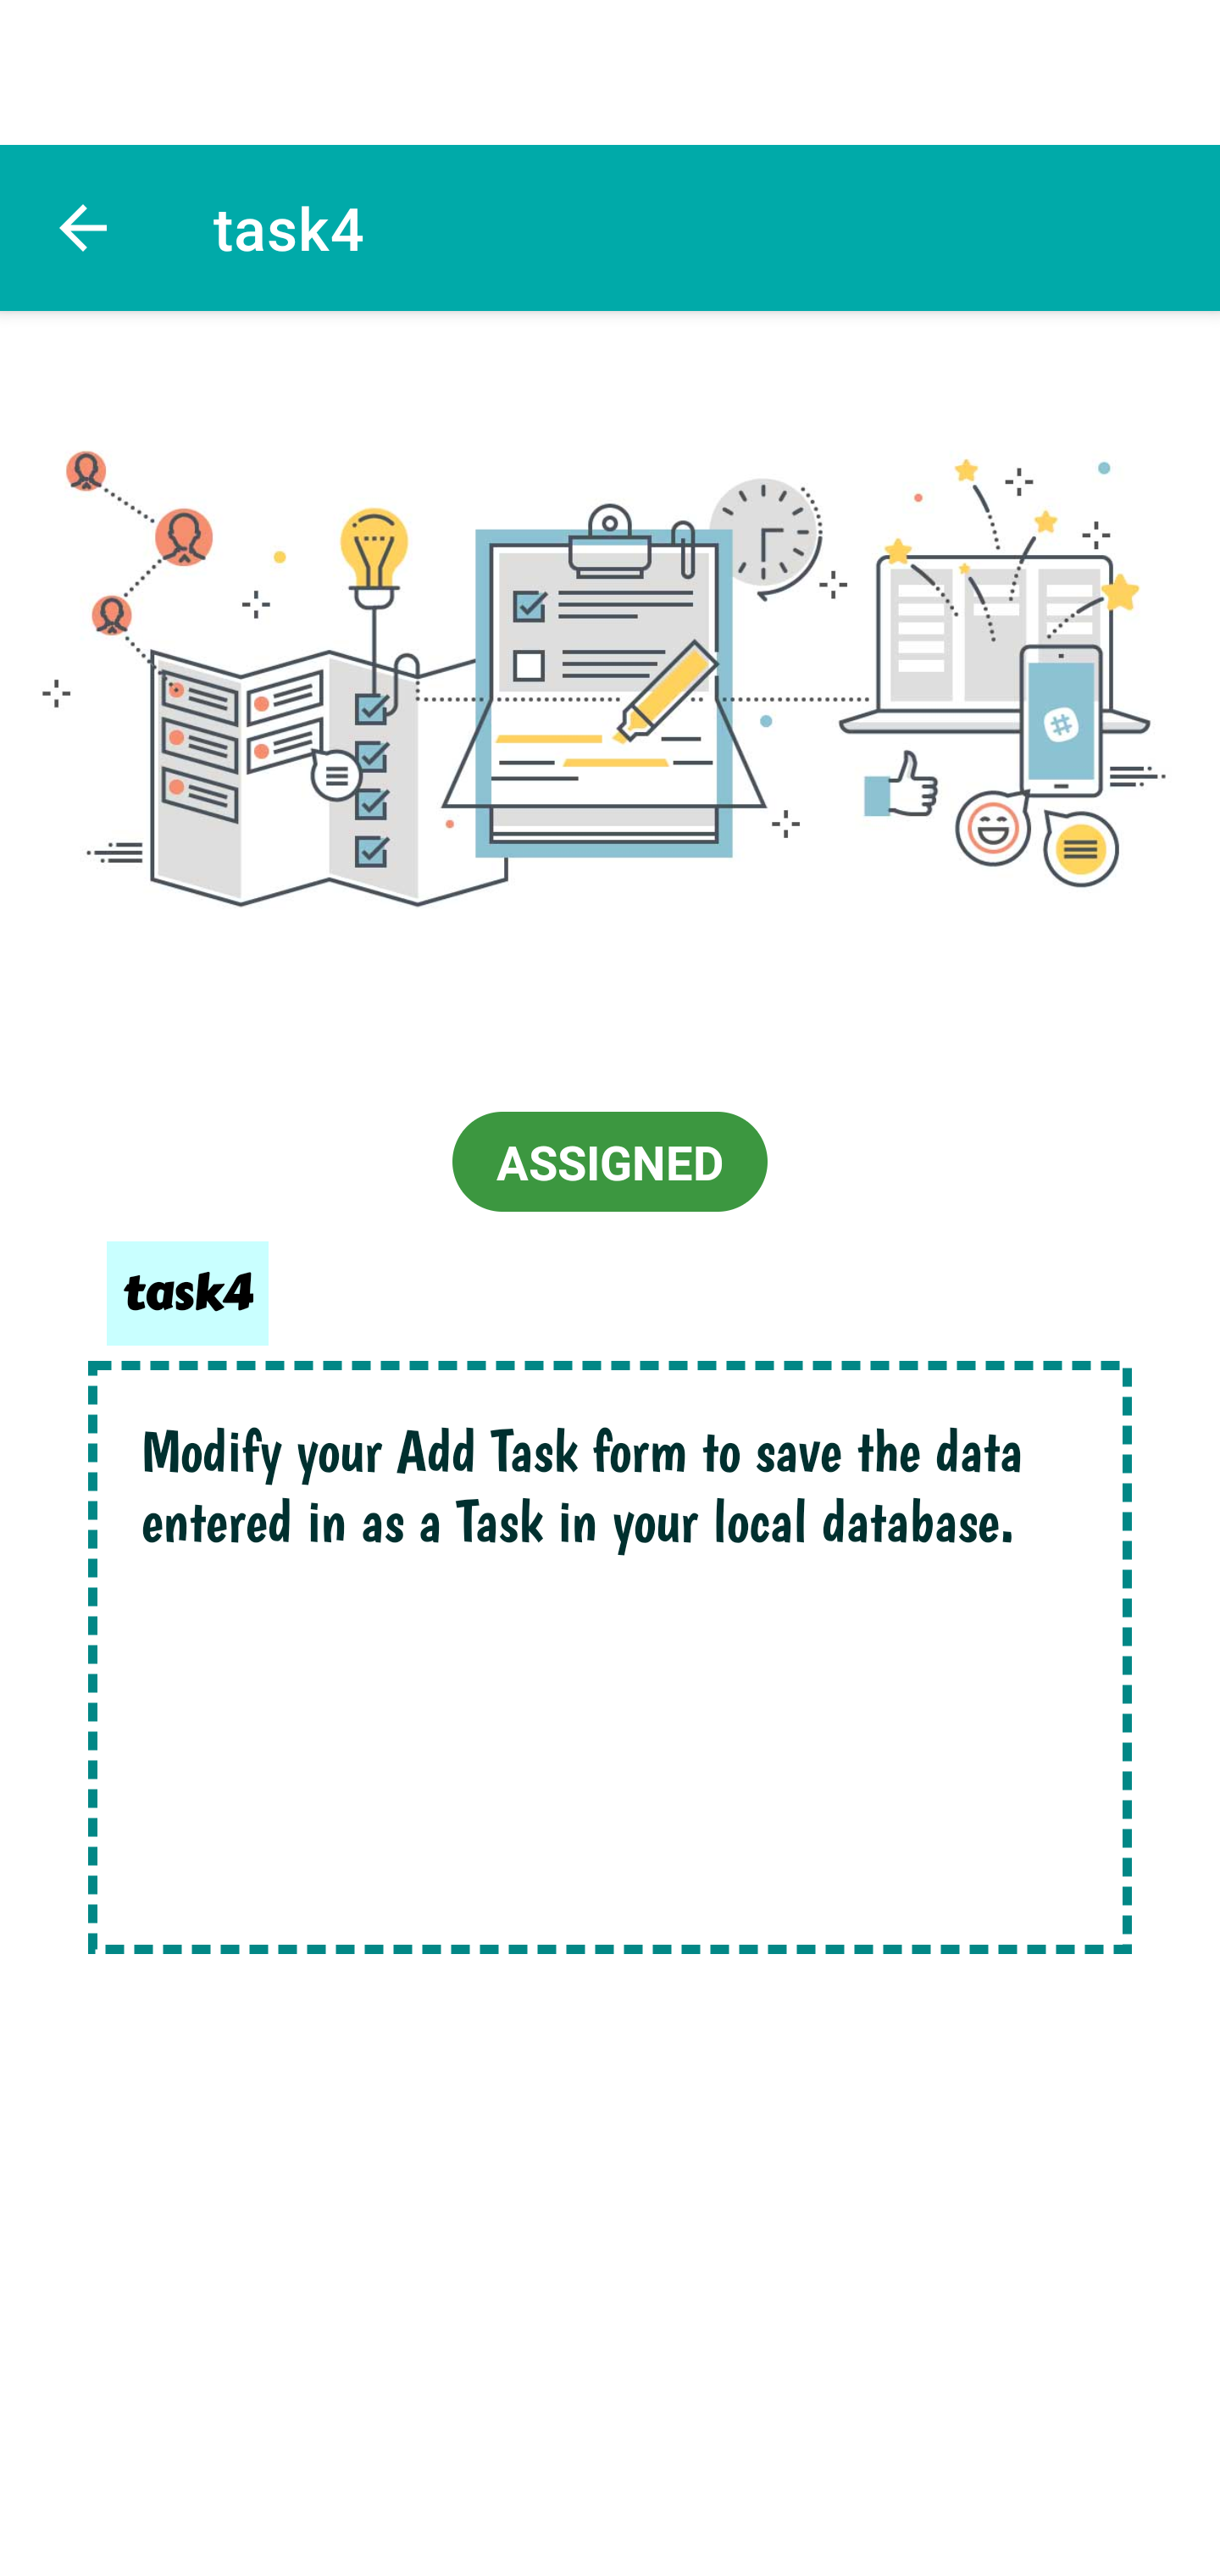 task4
ASSIGNED
task4
Modify your Add Task form to save the data
entered in as a Task in your local database.